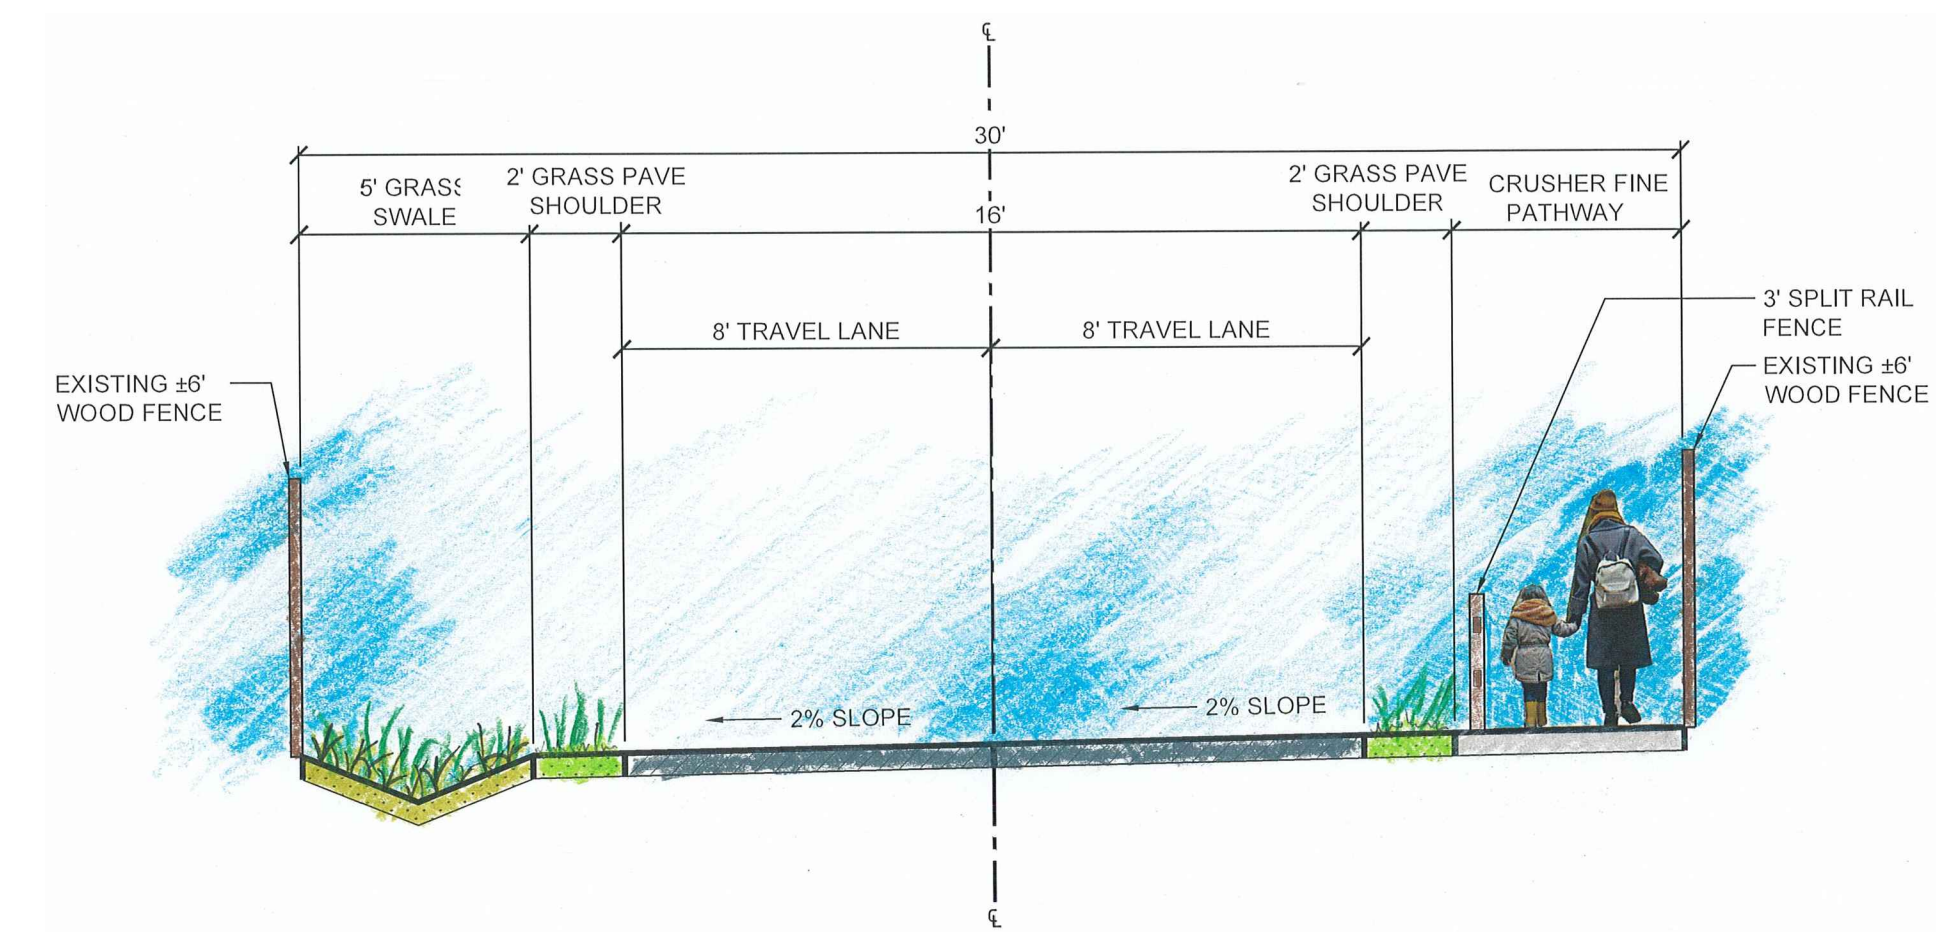 ℄
30'
5' GRASS
SWALE
2' GRASS PAVE
SHOULDER
16'
2' GRASS PAVE
SHOULDER
CRUSHER FINE
PATHWAY
3' SPLIT RAIL
FENCE
8' TRAVEL LANE
8' TRAVEL LANE
EXISTING ±6'
WOOD FENCE
EXISTING ±6'
WOOD FENCE
2% SLOPE
2% SLOPE
℄